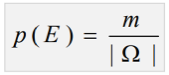 p(E) = m / | Ω |